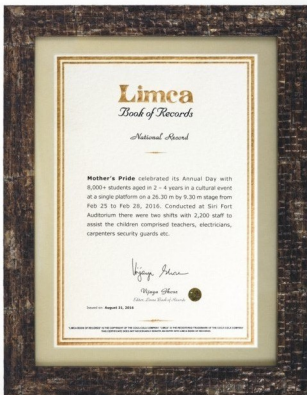 Limca
Book of Records
National Record
Mother's Pride celebrated its Annual Day with
8,000+ students aged in 2 – 4 years in a cultural event
at a single platform on a 26.30 m by 9.30 m stage from
Feb 25 to Feb 28, 2016. Conducted at Siri Fort
Auditorium there were two shifts with 2,200 staff to
assist the children comprised teachers, electricians,
carpenters security guards etc.
Vijaya Ghose
Vijaya Ghose
Editor, Limca Book of Records
Issued on: August 31, 2016